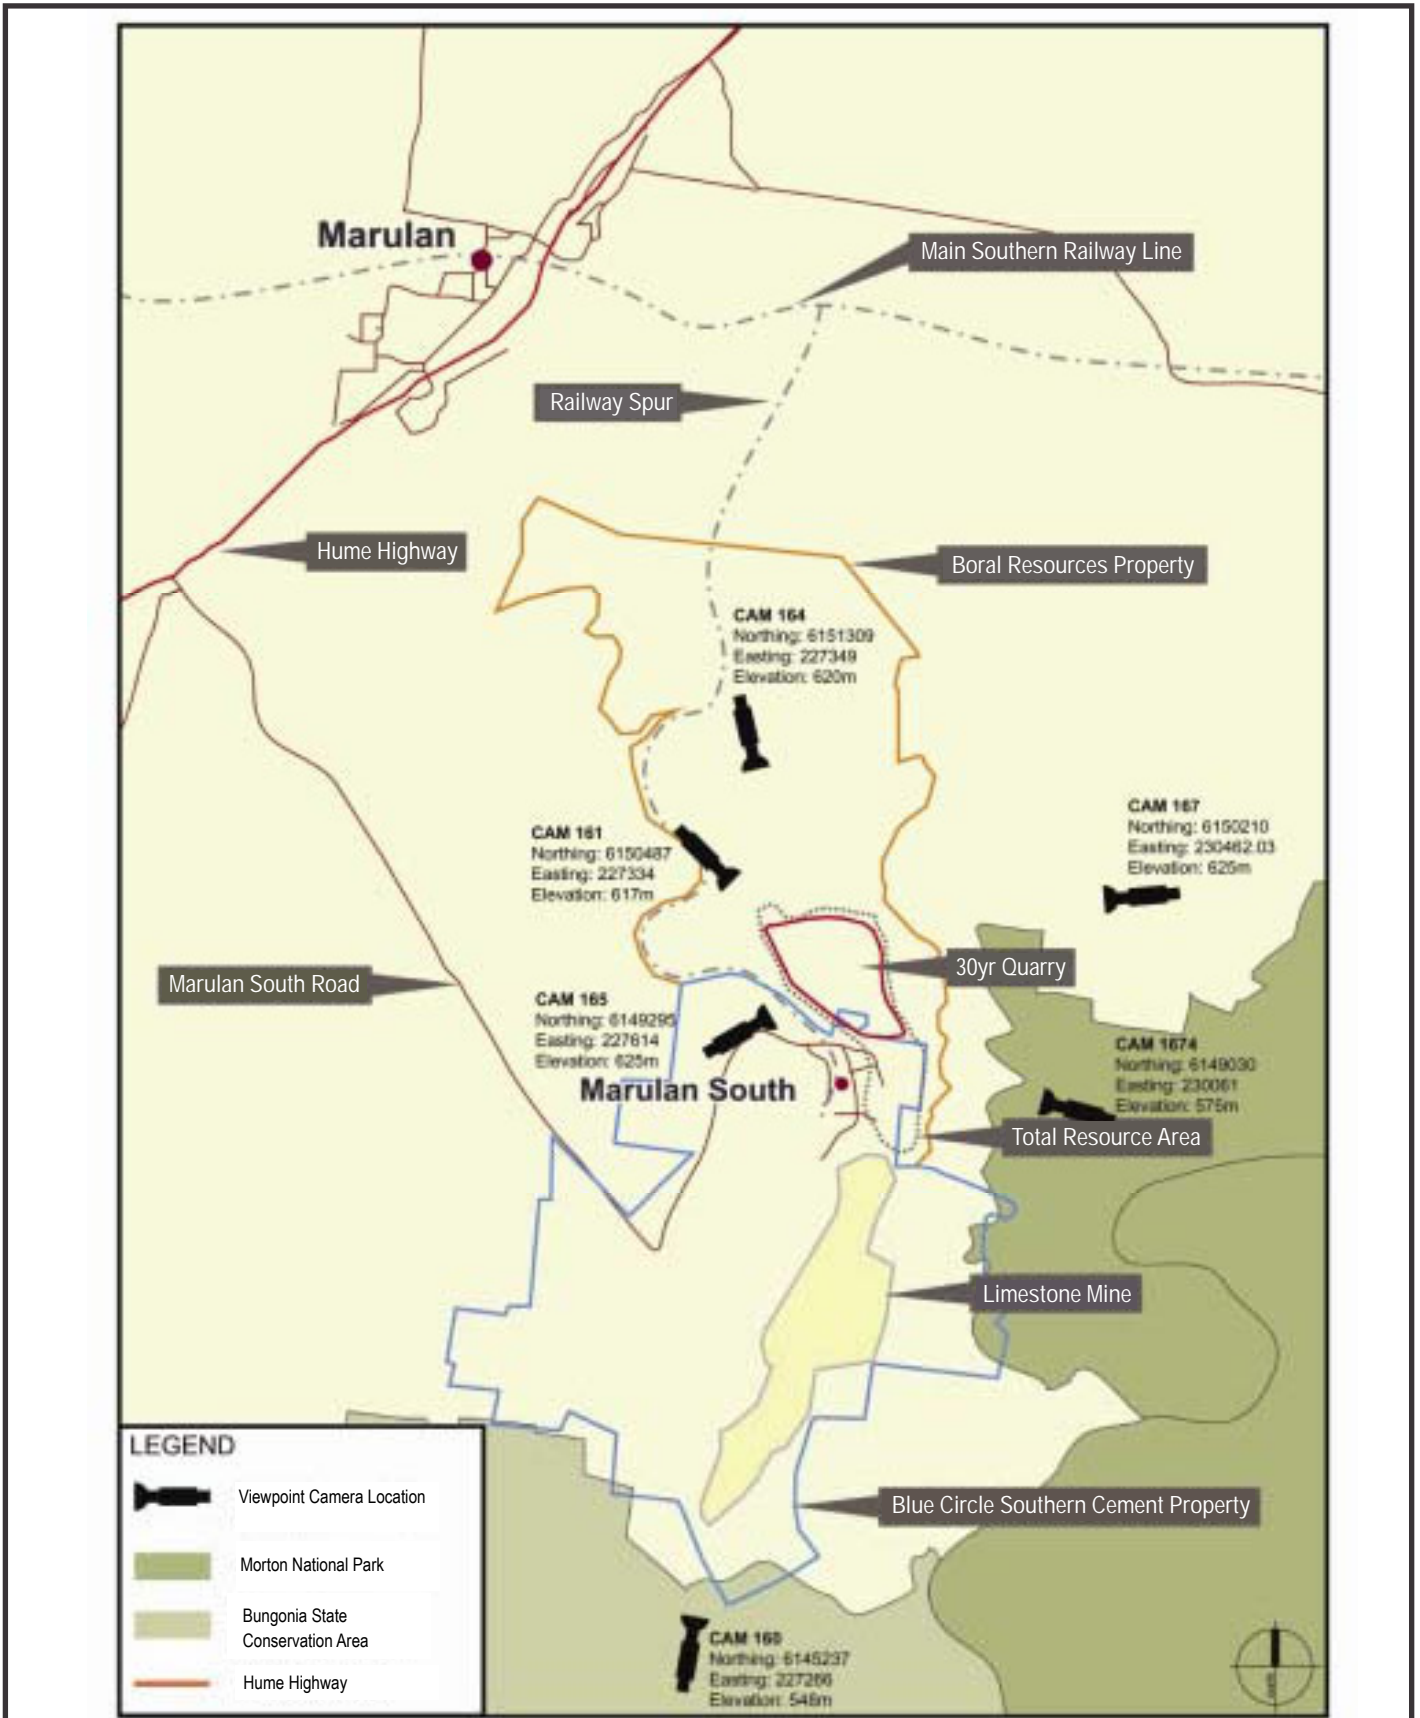 Marulan
Main Southern Railway Line
Railway Spur
Hume Highway
Boral Resources Property
CAM 164
Northing: 6151309
Easting: 227349
Elevation: 620m
CAM 167
Northing: 6150210
Easting: 230462.03
Elevation: 625m
CAM 161
Northing: 6150487
Easting: 227334
Elevation: 617m
30yr Quarry
Marulan South Road
CAM 165
Northing: 6149295
Easting: 227614
Elevation: 625m
CAM 1674
Northing: 6149030
Easting: 230061
Elevation: 575m
Marulan South
Total Resource Area
Limestone Mine
Blue Circle Southern Cement Property
LEGEND
Viewpoint Camera Location
Morton National Park
Bungonia State
Conservation Area
Hume Highway
CAM 160
Northing: 6145237
Easting: 227266
Elevation: 548m